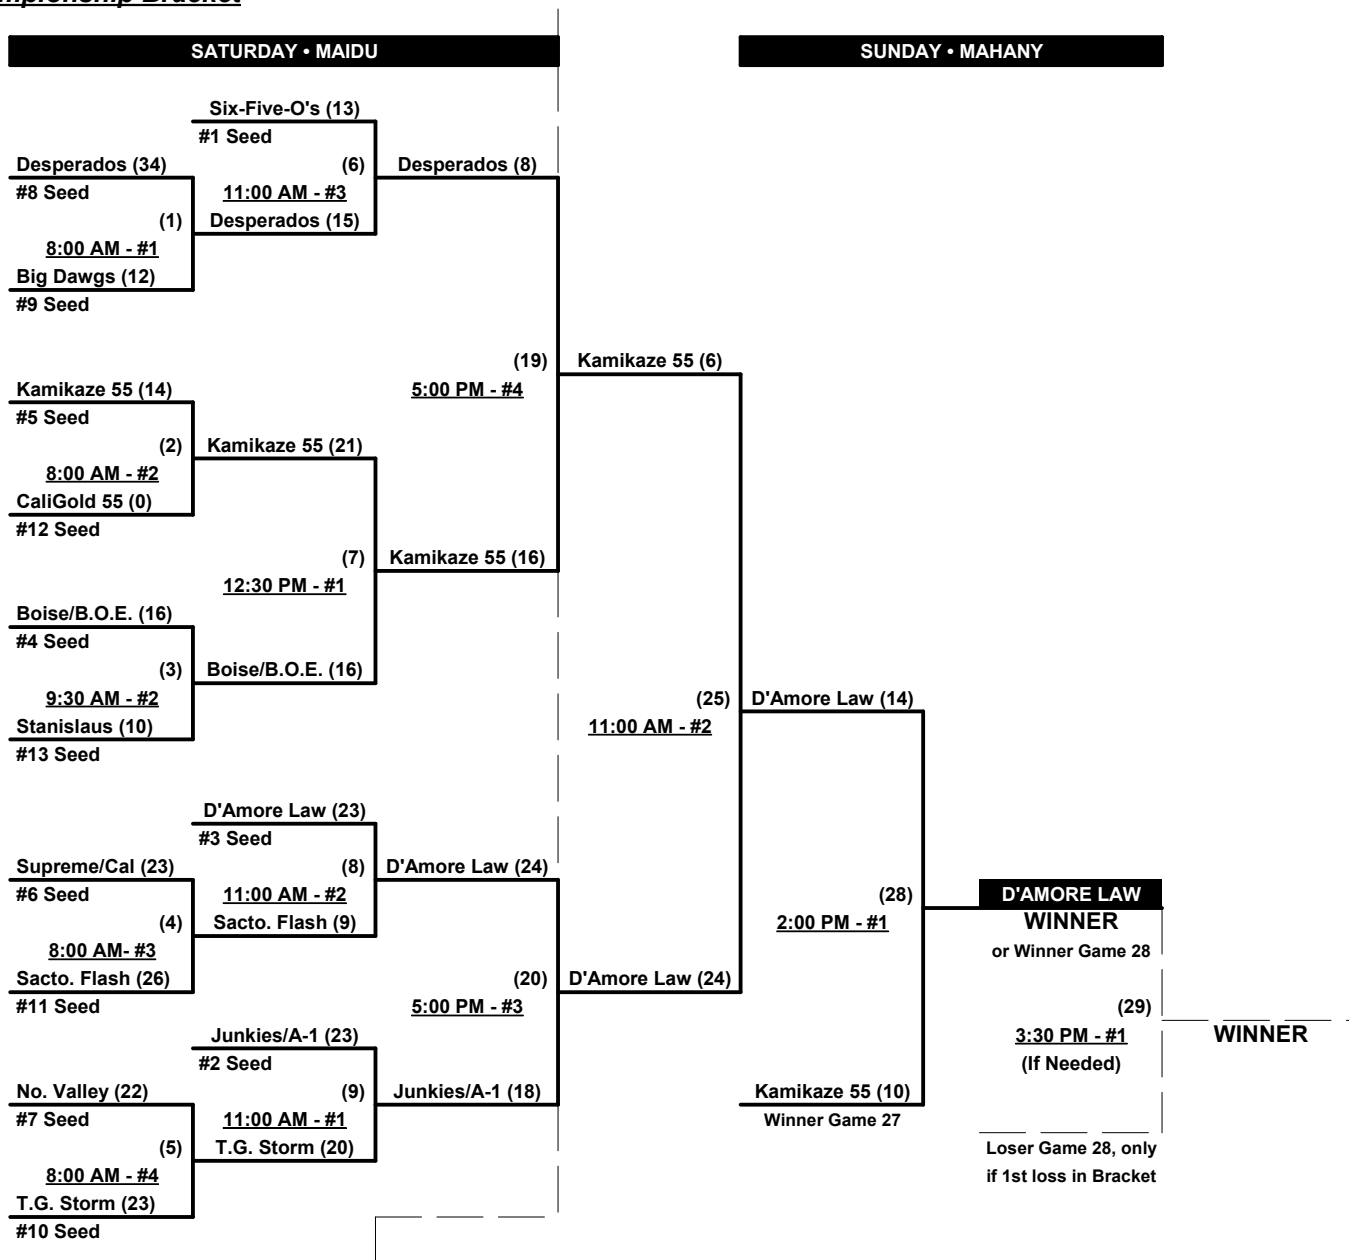 Bracket
SATURDAY • MAIDU
SUNDAY • MAHANY
Six-Five-O's (13)
#1 Seed
Desperados (34)
(6)
Desperados (8)
#8 Seed
11:00 AM - #3
(1)
Desperados (15)
8:00 AM - #1
Big Dawgs (12)
#9 Seed
(19)
Kamikaze 55 (6)
Kamikaze 55 (14)
5:00 PM - #4
#5 Seed
(2)
Kamikaze 55 (21)
8:00 AM - #2
CaliGold 55 (0)
#12 Seed
(7)
Kamikaze 55 (16)
12:30 PM - #1
Boise/B.O.E. (16)
#4 Seed
(3)
Boise/B.O.E. (16)
9:30 AM - #2
(25)
D'Amore Law (14)
Stanislaus (10)
11:00 AM - #2
#13 Seed
D'Amore Law (23)
#3 Seed
Supreme/Cal (23)
(8)
D'Amore Law (24)
#6 Seed
11:00 AM - #2
(28)
D'AMORE LAW
(4)
Sacto. Flash (9)
2:00 PM - #1
WINNER
8:00 AM- #3
or Winner Game 28
Sacto. Flash (26)
(20)
D'Amore Law (24)
#11 Seed
5:00 PM - #3
(29)
Junkies/A-1 (23)
3:30 PM - #1
WINNER
#2 Seed
(If Needed)
No. Valley (22)
(9)
Junkies/A-1 (18)
Kamikaze 55 (10)
#7 Seed
11:00 AM - #1
Winner Game 27
(5)
T.G. Storm (20)
Loser Game 28, only
8:00 AM - #4
if 1st loss in Bracket
T.G. Storm (23)
#10 Seed